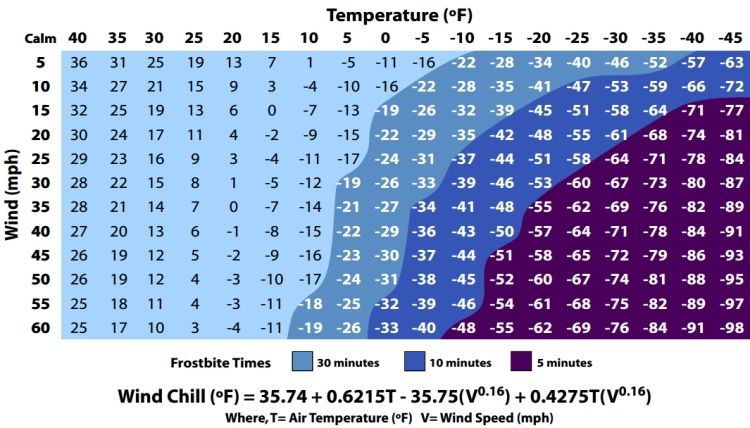 Temperature (ºF)
Calm 40 35 30 25 20 15 10 5 0 -5 -10 -15 -20 -25 -30 -35 -40 -45
5 36 31 25 19 13 7 1 -5 -11 -16 -22 -28 -34 -40 -46 -52 -57 -63
10 34 27 21 15 9 3 -4 -10 -16 -22 -28 -35 -41 -47 -53 -59 -66 -72
15 32 25 19 13 6 0 -7 -13 -19 -26 -32 -39 -45 -51 -58 -64 -71 -77
20 30 24 17 11 4 -2 -9 -15 -22 -29 -35 -42 -48 -55 -61 -68 -74 -81
25 29 23 16 9 3 -4 -11 -17 -24 -31 -37 -44 -51 -58 -64 -71 -78 -84
30 28 22 15 8 1 -5 -12 -19 -26 -33 -39 -46 -53 -60 -67 -73 -80 -87
35 28 21 14 7 0 -7 -14 -21 -27 -34 -41 -48 -55 -62 -69 -76 -82 -89
40 27 20 13 6 -1 -8 -15 -22 -29 -36 -43 -50 -57 -64 -71 -78 -84 -91
45 26 19 12 5 -2 -9 -16 -23 -30 -37 -44 -51 -58 -65 -72 -79 -86 -93
50 26 19 12 4 -3 -10 -17 -24 -31 -38 -45 -52 -60 -67 -74 -81 -88 -95
55 25 18 11 4 -3 -11 -18 -25 -32 -39 -46 -54 -61 -68 -75 -82 -89 -97
60 25 17 10 3 -4 -11 -19 -26 -33 -40 -48 -55 -62 -69 -76 -84 -91 -98
Wind (mph)
Frostbite Times 30 minutes 10 minutes 5 minutes
Wind Chill (ºF) = 35.74 + 0.6215T - 35.75(V^0.16) + 0.4275T(V^0.16)
Where, T= Air Temperature (ºF) V= Wind Speed (mph)